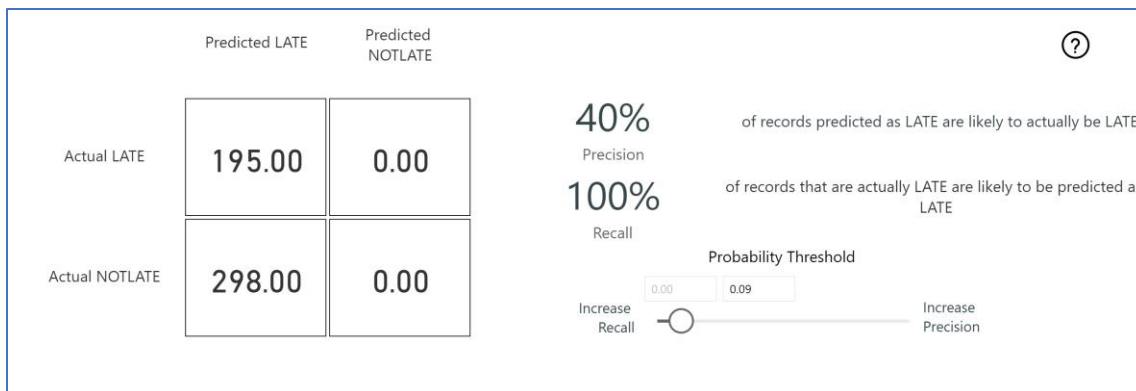 Predicted LATE
Predicted
NOTLATE
?
Actual LATE
195.00
0.00
Actual NOTLATE
298.00
0.00
40%
Precision
of records predicted as LATE are likely to actually be LATE
100%
Recall
of records that are actually LATE are likely to be predicted a
LATE
Probability Threshold
0.00
0.09
Increase
Recall
Increase
Precision